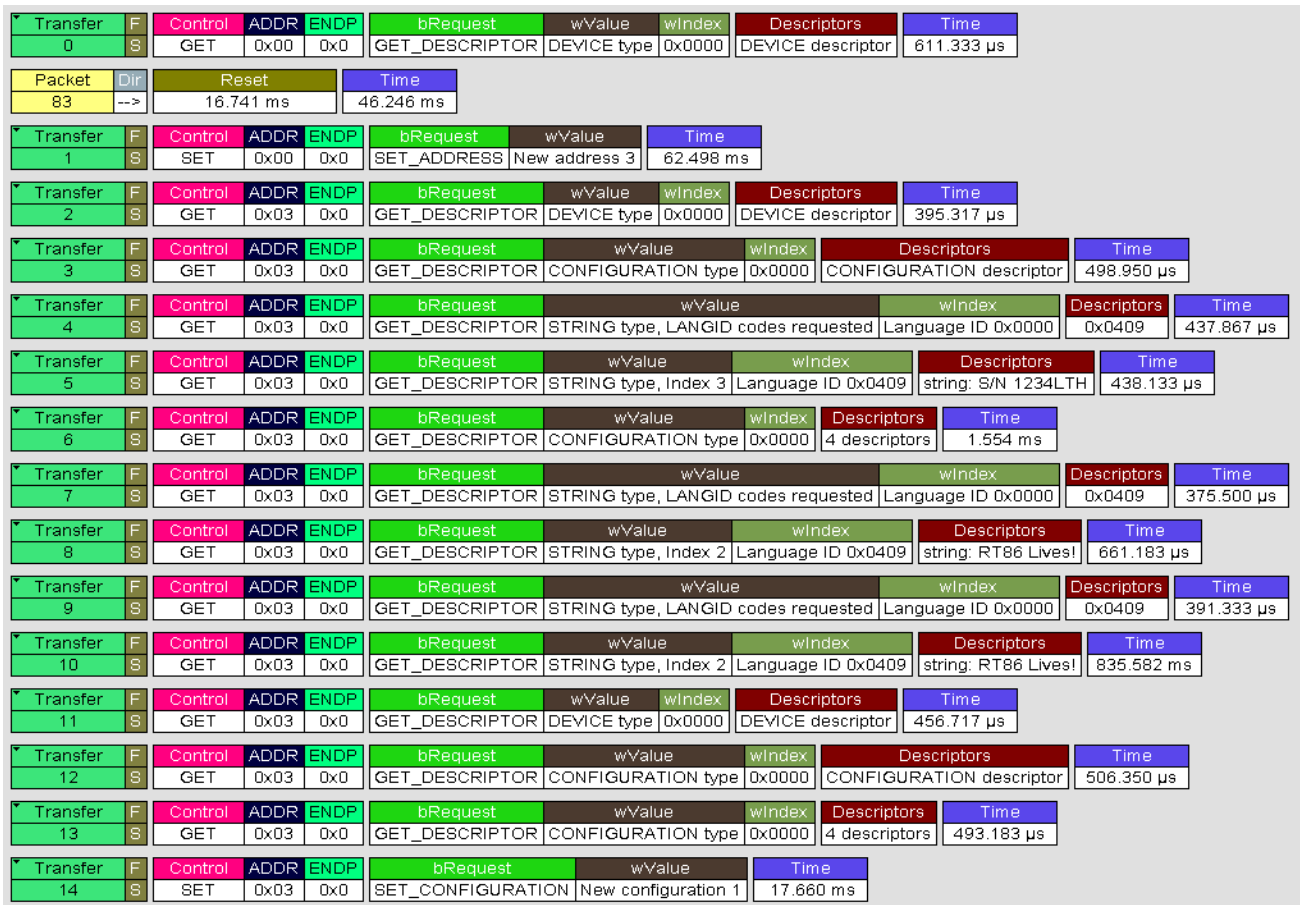 Transfer F Control ADDR ENDP bRequest wValue wIndex Descriptors Time
0 S GET 0x00 0x0 GET_DESCRIPTOR DEVICE type 0x0000 DEVICE descriptor 611.333 µs
Packet Dir Reset Time
83 --> 16.741 ms 46.246 ms
Transfer F Control ADDR ENDP bRequest wValue Time
1 S SET 0x00 0x0 SET_ADDRESS New address 3 62.498 ms
Transfer F Control ADDR ENDP bRequest wValue wIndex Descriptors Time
2 S GET 0x03 0x0 GET_DESCRIPTOR DEVICE type 0x0000 DEVICE descriptor 395.317 µs
Transfer F Control ADDR ENDP bRequest wValue wIndex Descriptors Time
3 S GET 0x03 0x0 GET_DESCRIPTOR CONFIGURATION type 0x0000 CONFIGURATION descriptor 498.950 µs
Transfer F Control ADDR ENDP bRequest wValue wIndex Descriptors Time
4 S GET 0x03 0x0 GET_DESCRIPTOR STRING type, LANGID codes requested Language ID 0x0000 0x0409 437.867 µs
Transfer F Control ADDR ENDP bRequest wValue wIndex Descriptors Time
5 S GET 0x03 0x0 GET_DESCRIPTOR STRING type, Index 3 Language ID 0x0409 string: S/N 1234LTH 438.133 µs
Transfer F Control ADDR ENDP bRequest wValue wIndex Descriptors Time
6 S GET 0x03 0x0 GET_DESCRIPTOR CONFIGURATION type 0x0000 4 descriptors 1.554 ms
Transfer F Control ADDR ENDP bRequest wValue wIndex Descriptors Time
7 S GET 0x03 0x0 GET_DESCRIPTOR STRING type, LANGID codes requested Language ID 0x0000 0x0409 375.500 µs
Transfer F Control ADDR ENDP bRequest wValue wIndex Descriptors Time
8 S GET 0x03 0x0 GET_DESCRIPTOR STRING type, Index 2 Language ID 0x0409 string: RT86 Lives! 661.183 µs
Transfer F Control ADDR ENDP bRequest wValue wIndex Descriptors Time
9 S GET 0x03 0x0 GET_DESCRIPTOR STRING type, LANGID codes requested Language ID 0x0000 0x0409 391.333 µs
Transfer F Control ADDR ENDP bRequest wValue wIndex Descriptors Time
10 S GET 0x03 0x0 GET_DESCRIPTOR STRING type, Index 2 Language ID 0x0409 string: RT86 Lives! 835.582 ms
Transfer F Control ADDR ENDP bRequest wValue wIndex Descriptors Time
11 S GET 0x03 0x0 GET_DESCRIPTOR DEVICE type 0x0000 DEVICE descriptor 456.717 µs
Transfer F Control ADDR ENDP bRequest wValue wIndex Descriptors Time
12 S GET 0x03 0x0 GET_DESCRIPTOR CONFIGURATION type 0x0000 CONFIGURATION descriptor 506.350 µs
Transfer F Control ADDR ENDP bRequest wValue wIndex Descriptors Time
13 S GET 0x03 0x0 GET_DESCRIPTOR CONFIGURATION type 0x0000 4 descriptors 493.183 µs
Transfer F Control ADDR ENDP bRequest wValue Time
14 S SET 0x03 0x0 SET_CONFIGURATION New configuration 1 17.660 ms